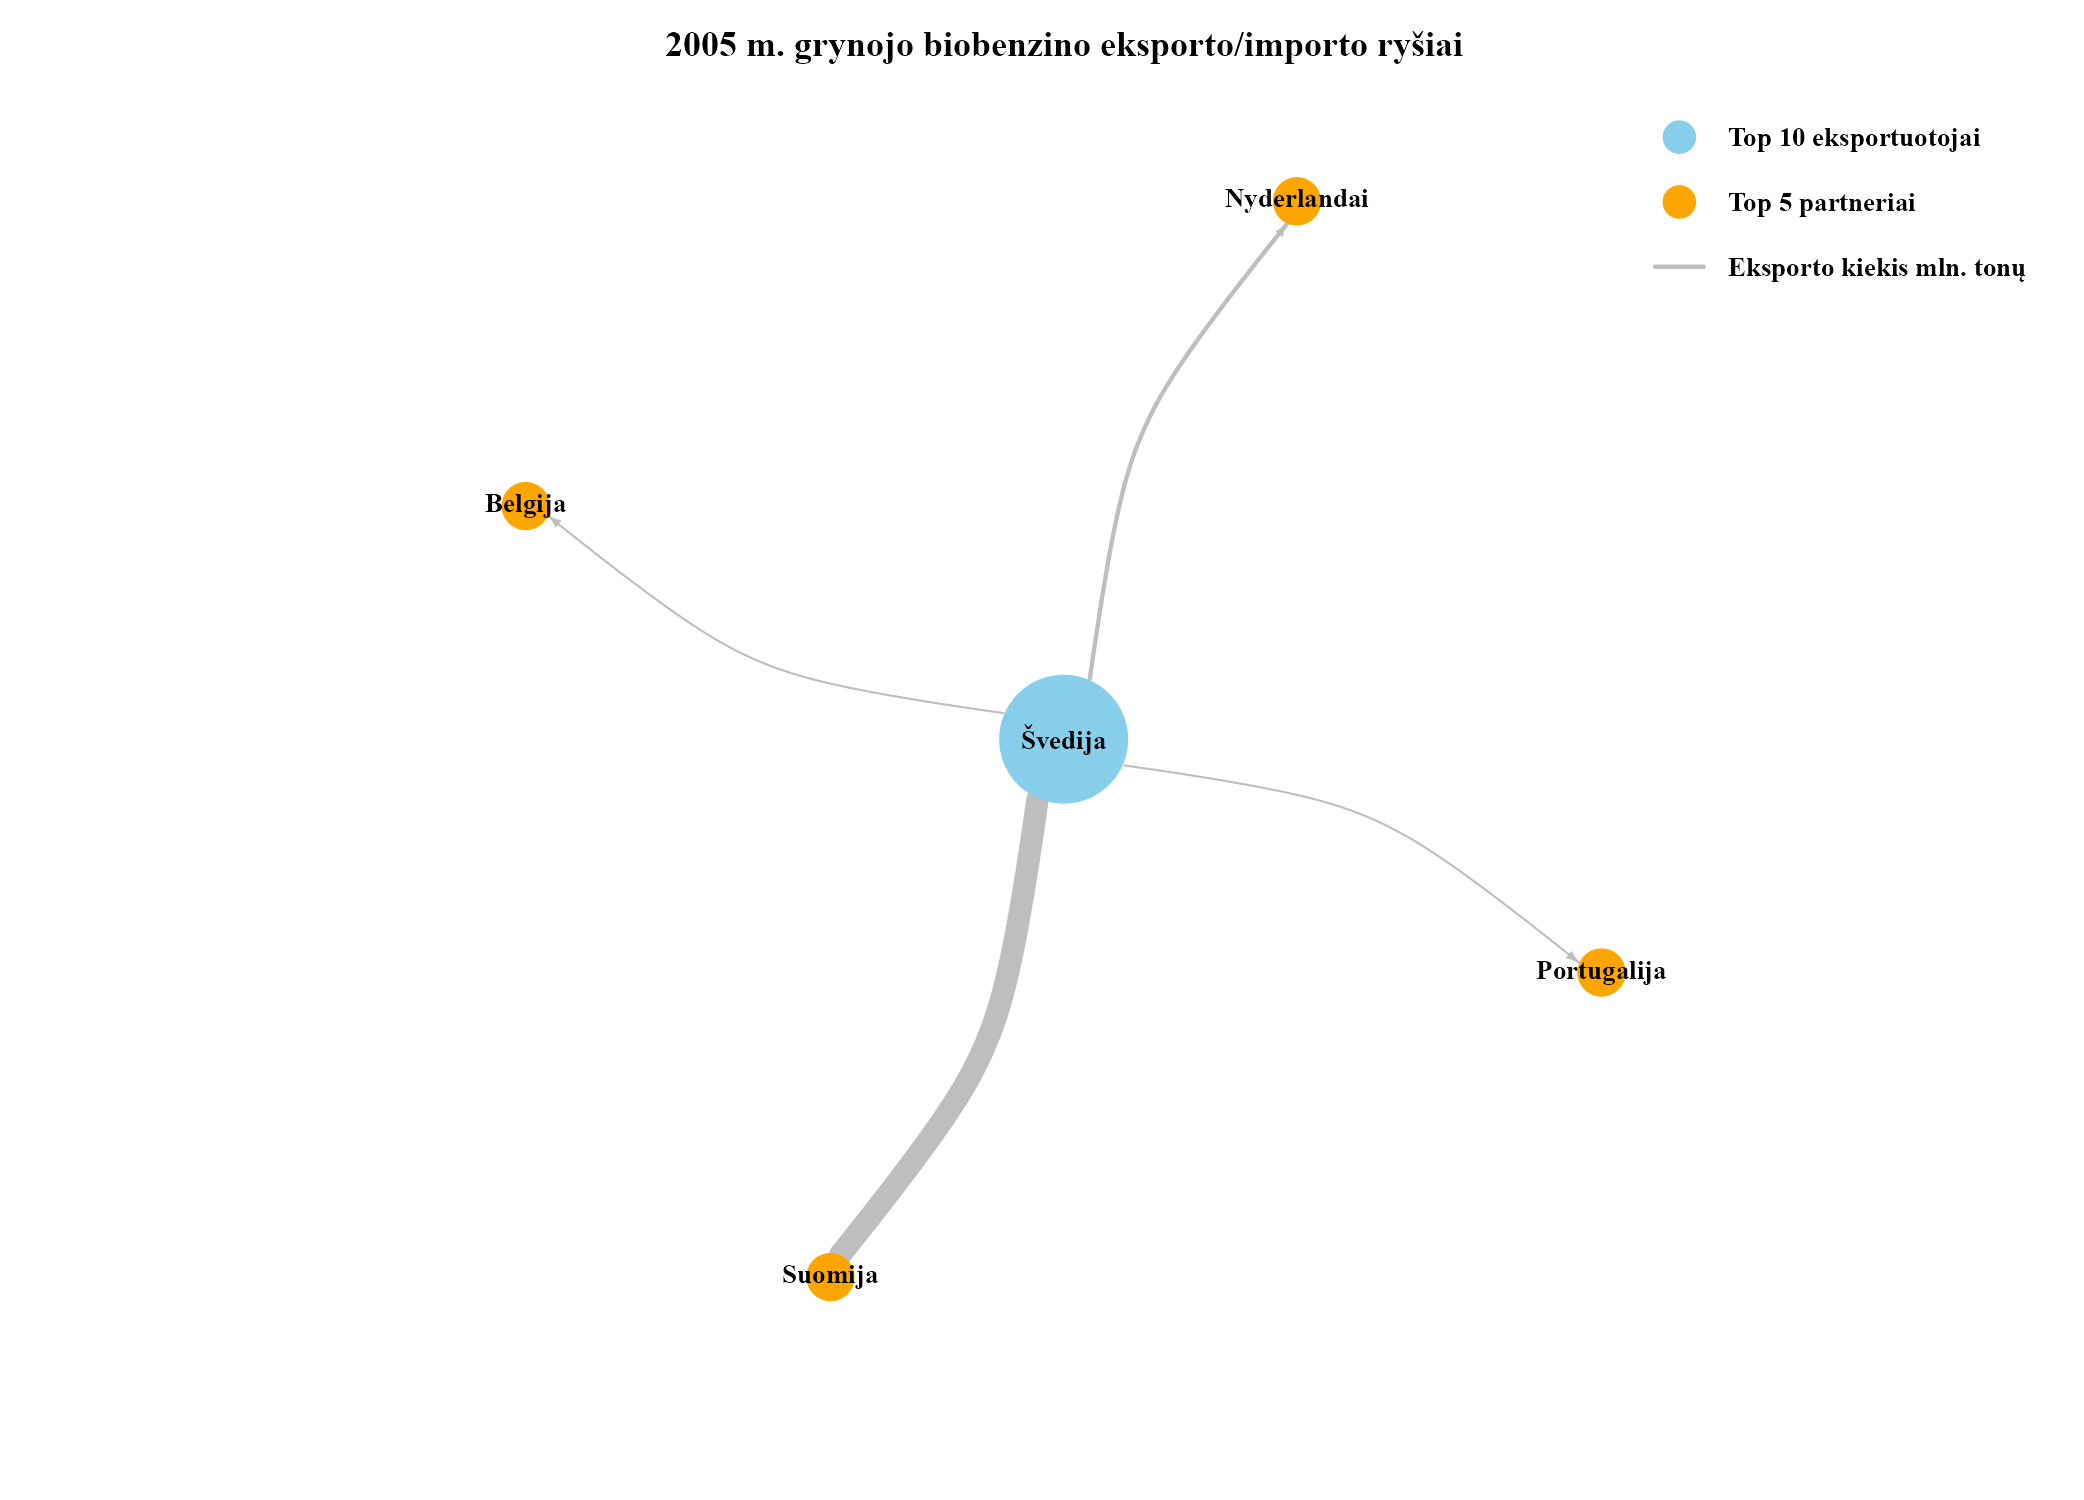 2005 m. grynojo biobenzino eksporto/importo ryšiai
Top 10 eksportuotojai
Top 5 partneriai
Eksporto kiekis mln. tonų
Nyderlandai
Belgija
Švedija
Portugalija
Suomija